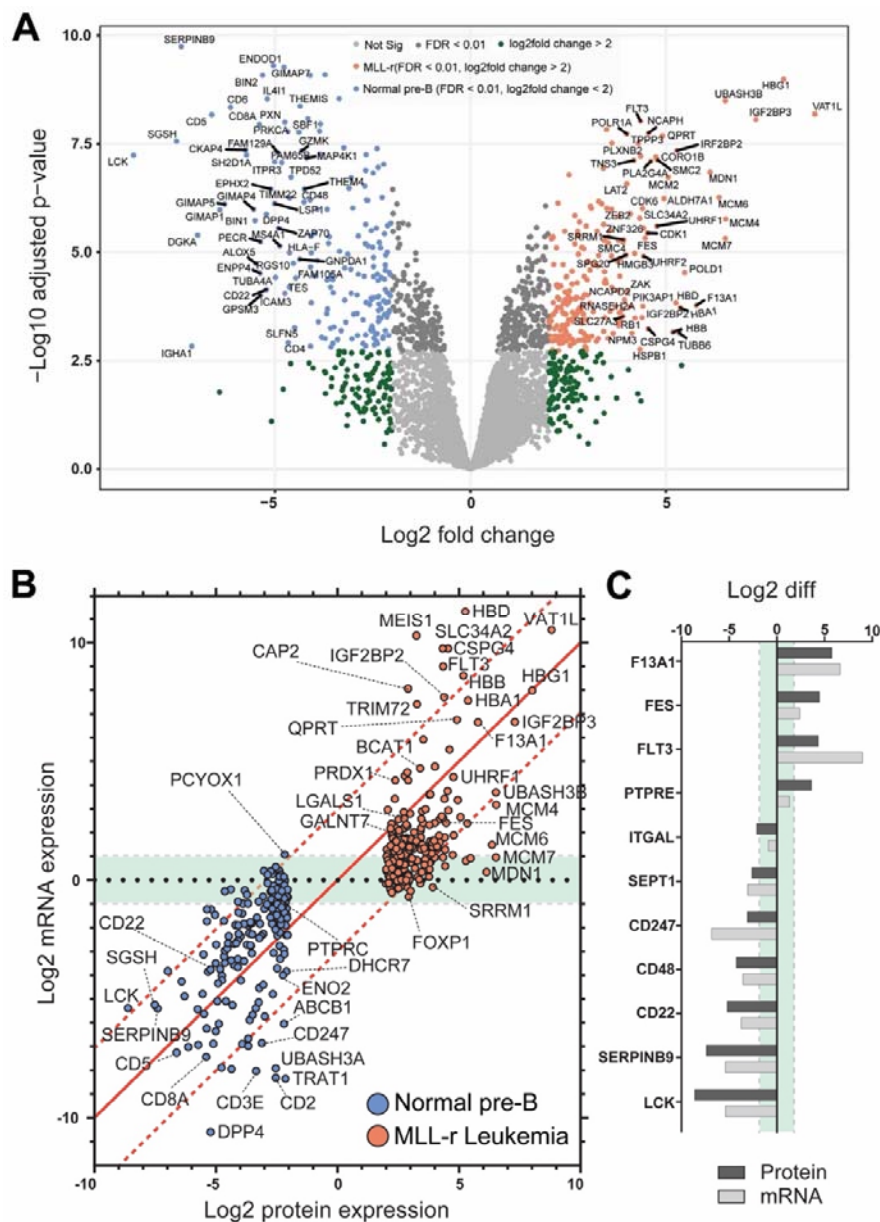 A
Not Sig FDR < 0.01 log2fold change > 2
MLL-r(FDR < 0.01, log2fold change > 2)
Normal pre-B (FDR < 0.01, log2fold change < 2)
−Log10 adjusted p-value
10.0
7.5
5.0
2.5
0.0
SERPINB9
ENDOD1
BIN2
GIMAP7
IL4I1
THEMIS
CD6
CD8A
PXN
CD5
PRKCA
SBF1
SGSH
FAM129A
GZMK
CKAP4
FAM65B
MAP4K1
LCK
SH2D1A
ITPR3
TPD52
EPHX2
THEM4
GIMAP4
TIMM22
CD48
GIMAP5
LSP1
GIMAP1
BIN1
DPP4
ZAP70
DGKA
PECR
MS4A1
HLA-F
ALOX5
RGS10
GNPDA1
ENPP4
FAM105A
TUBA4A
CD22
TES
GPSM3
ICAM3
SLFN5
IGHA1
CD4
HBG1
UBASH3B
VAT1L
IGF2BP3
FLT3
NCAPH
POLR1A
TPPP3
QPRT
IRF2BP2
PLXNB2
CORO1B
TNS3
SMC2
PLA2G4A
MDN1
LAT2
MCM2
CDK6
ALDH7A1
MCM6
ZEB2
SLC34A2
UHRF1
MCM4
ZNF326
SRRM1
CDK1
MCM7
SMC4
FES
SPG20
HMGB3
UHRF2
POLD1
ZAK
NCAPD2
PIK3AP1
HBD
F13A1
RNASEH2A
IGF2BP2
HBA1
SLC27A3
RB1
HBB
NPM3
CSPG4
TUBB6
HSPB1
−5
0
5
Log2 fold change
B
Log2 mRNA expression
10
0
-10
MEIS1
HBD
VAT1L
SLC34A2
IGF2BP2
CSPG4
CAP2
FLT3
HBG1
HBB
TRIM72
HBA1
IGF2BP3
QPRT
BCAT1
F13A1
PRDX1
UHRF1
PCYOX1
UBASH3B
LGALS1
MCM4
GALNT7
FES
MCM6
MCM7
MDN1
SRRM1
CD22
FOXP1
SGSH
PTPRC
DHCR7
LCK
ENO2
SERPINB9
ABCB1
CD5
CD247
UBASH3A
CD8A
TRAT1
CD3E
CD2
DPP4
Normal pre-B
MLL-r Leukemia
-10
-5
0
5
10
Log2 protein expression
C
Log2 diff
-10
-5
0
5
10
F13A1
FES
FLT3
PTPRE
ITGAL
SEPT1
CD247
CD48
CD22
SERPINB9
LCK
Protein
mRNA